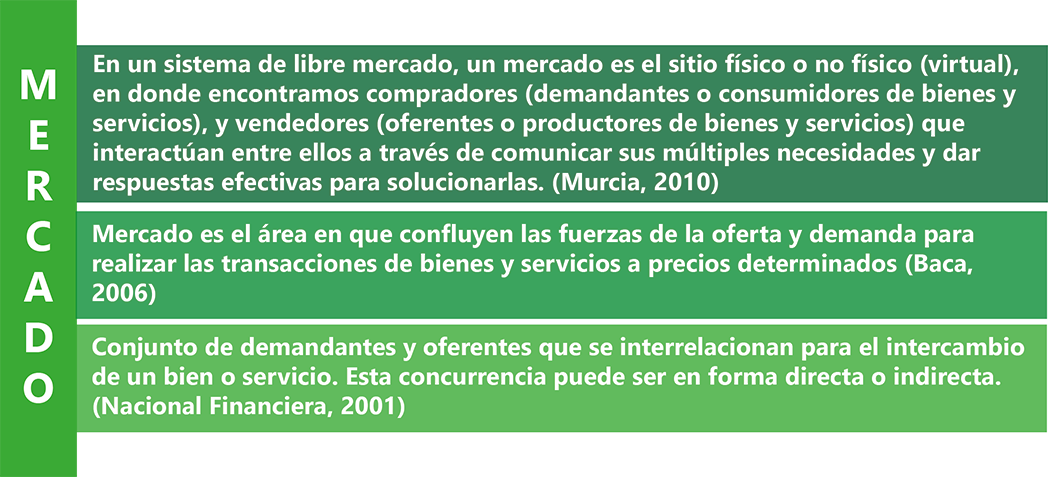 MERCADO
En un sistema de libre mercado, un mercado es el sitio físico o no físico (virtual),
en donde encontramos compradores (demandantes o consumidores de bienes y
servicios), y vendedores (oferentes o productores de bienes y servicios) que
interactúan entre ellos a través de comunicar sus múltiples necesidades y dar
respuestas efectivas para solucionarlas. (Murcia, 2010)
Mercado es el área en que confluyen las fuerzas de la oferta y demanda para
realizar las transacciones de bienes y servicios a precios determinados (Baca,
2006)
Conjunto de demandantes y oferentes que se interrelacionan para el intercambio
de un bien o servicio. Esta concurrencia puede ser en forma directa o indirecta.
(Nacional Financiera, 2001)